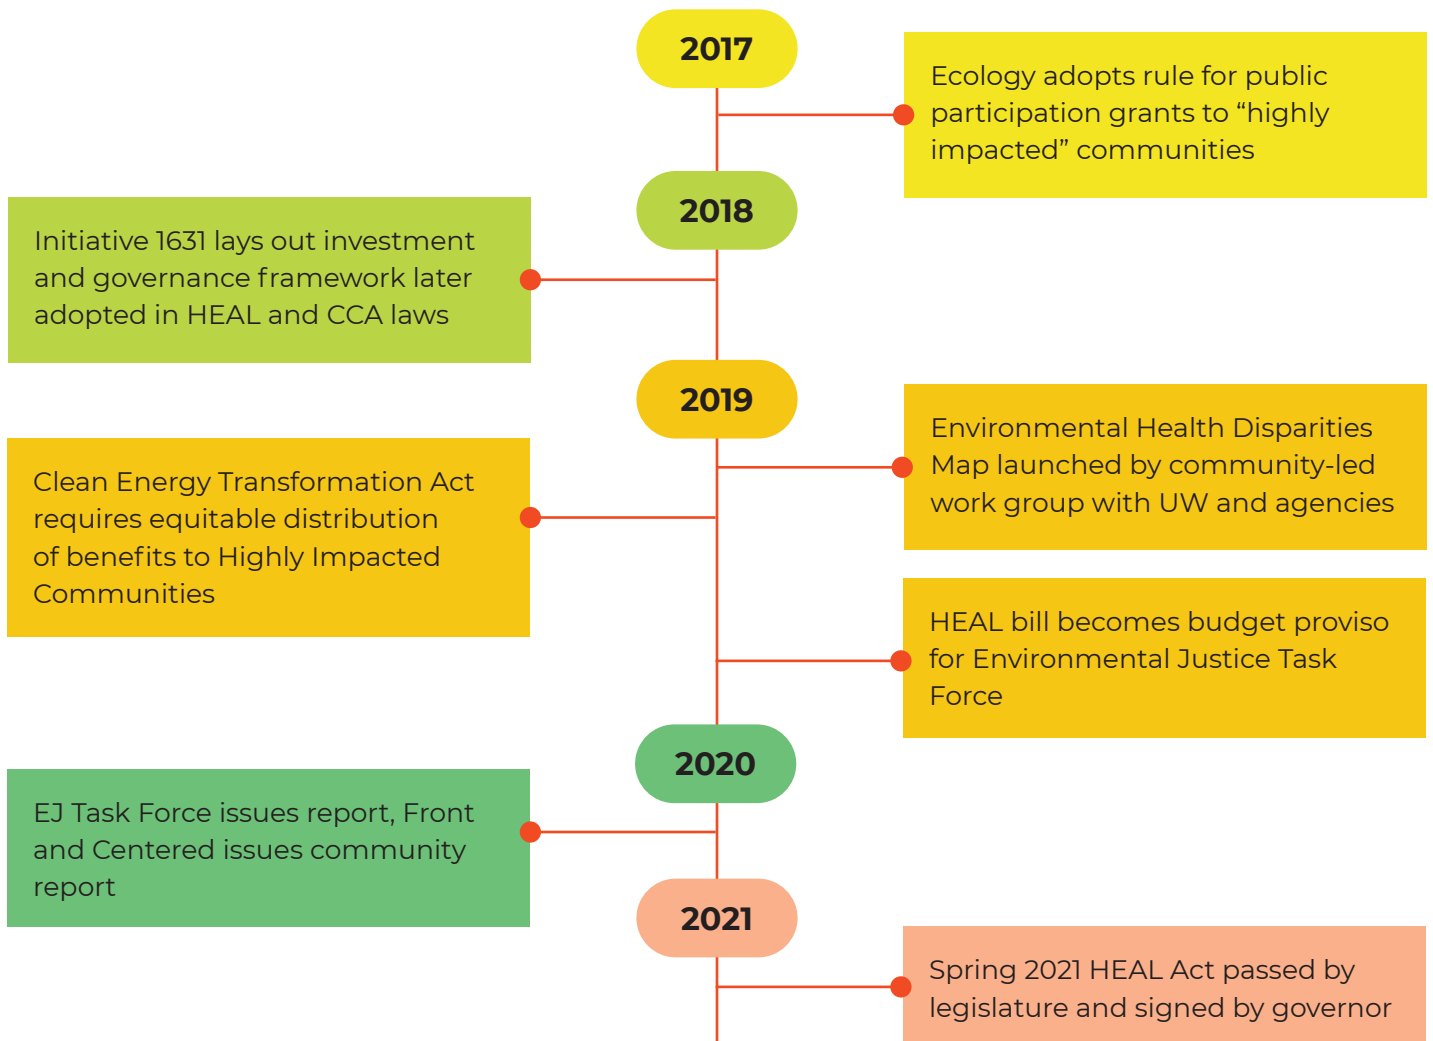 2017
Ecology adopts rule for public
participation grants to “highly
impacted” communities
2018
Initiative 1631 lays out investment
and governance framework later
adopted in HEAL and CCA laws
2019
Environmental Health Disparities
Map launched by community-led
work group with UW and agencies
Clean Energy Transformation Act
requires equitable distribution
of benefits to Highly Impacted
Communities
HEAL bill becomes budget proviso
for Environmental Justice Task
Force
2020
EJ Task Force issues report, Front
and Centered issues community
report
2021
Spring 2021 HEAL Act passed by
legislature and signed by governor